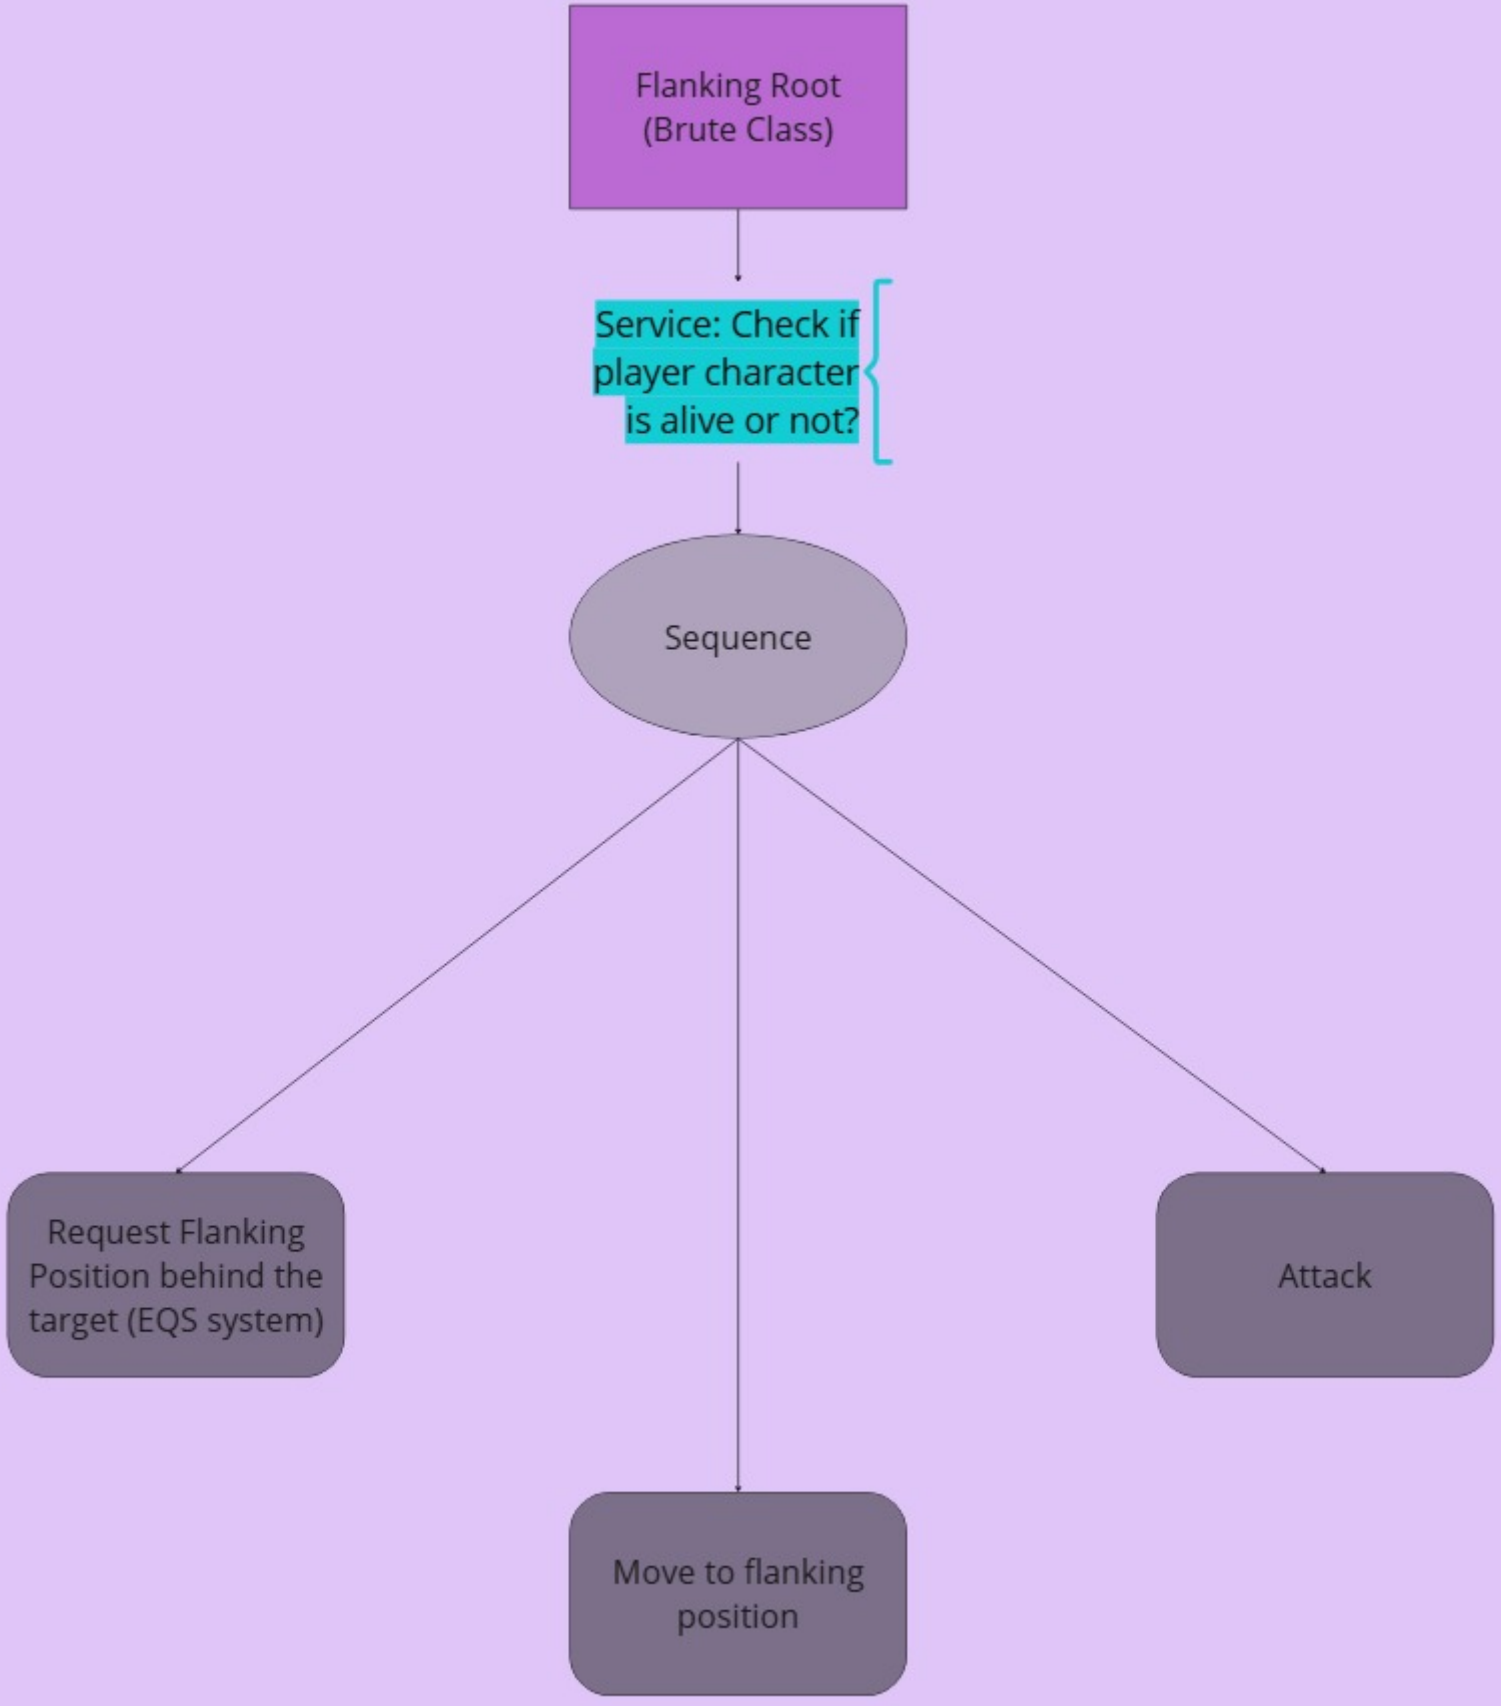 Flanking Root
(Brute Class)
Service: Check if
player character
is alive or not?
Sequence
Request Flanking
Position behind the
target (EQS system)
Attack
Move to flanking
position